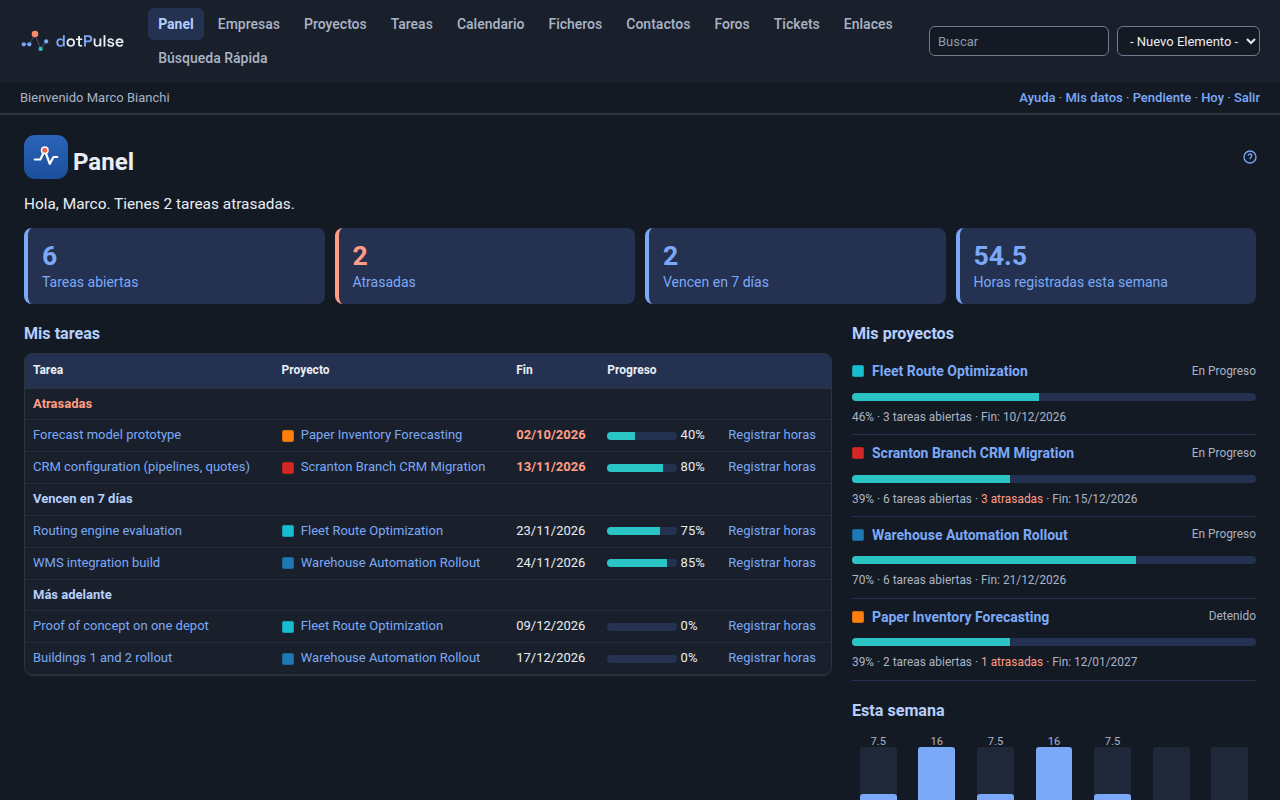 dotPulse
Panel Empresas Proyectos Tareas Calendario Ficheros Contactos Foros Tickets Enlaces
Búsqueda Rápida
Buscar
- Nuevo Elemento -
Bienvenido Marco Bianchi
Ayuda · Mis datos · Pendiente · Hoy · Salir
Panel
Hola, Marco. Tienes 2 tareas atrasadas.
6
Tareas abiertas
2
Atrasadas
2
Vencen en 7 días
54.5
Horas registradas esta semana
Mis tareas
Tarea Proyecto Fin Progreso
Atrasadas
Forecast model prototype Paper Inventory Forecasting 02/10/2026 40% Registrar horas
CRM configuration (pipelines, quotes) Scranton Branch CRM Migration 13/11/2026 80% Registrar horas
Vencen en 7 días
Routing engine evaluation Fleet Route Optimization 23/11/2026 75% Registrar horas
WMS integration build Warehouse Automation Rollout 24/11/2026 85% Registrar horas
Más adelante
Proof of concept on one depot Fleet Route Optimization 09/12/2026 0% Registrar horas
Buildings 1 and 2 rollout Warehouse Automation Rollout 17/12/2026 0% Registrar horas
Mis proyectos
Fleet Route Optimization En Progreso
46% · 3 tareas abiertas · Fin: 10/12/2026
Scranton Branch CRM Migration En Progreso
39% · 6 tareas abiertas · 3 atrasadas · Fin: 15/12/2026
Warehouse Automation Rollout En Progreso
70% · 6 tareas abiertas · Fin: 21/12/2026
Paper Inventory Forecasting Detenido
39% · 2 tareas abiertas · 1 atrasadas · Fin: 12/01/2027
Esta semana
7.5 16 7.5 16 7.5